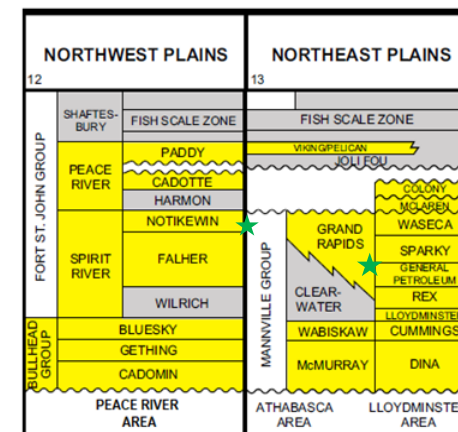 NORTHWEST PLAINS
12
NORTHEAST PLAINS
13
FORT ST. JOHN GROUP
SHAFTES-
BURY
FISH SCALE ZONE
PEACE
RIVER
PADDY
CADOTTE
HARMON
SPIRIT
RIVER
NOTIKEWIN
FALHER
WILRICH
BULLHEAD
GROUP
BLUESKY
GETHING
CADOMIN
PEACE RIVER
AREA
FISH SCALE ZONE
VIKING/PELICAN
JOLI FOU
MANNVILLE GROUP
GRAND
RAPIDS
CLEAR-
WATER
WABISKAW
McMURRAY
COLONY
McLAREN
WASECA
SPARKY
GENERAL
PETROLEUM
REX
LLOYDMINSTE
CUMMINGS
DINA
ATHABASCA
AREA
LLOYDMINSTE
AREA